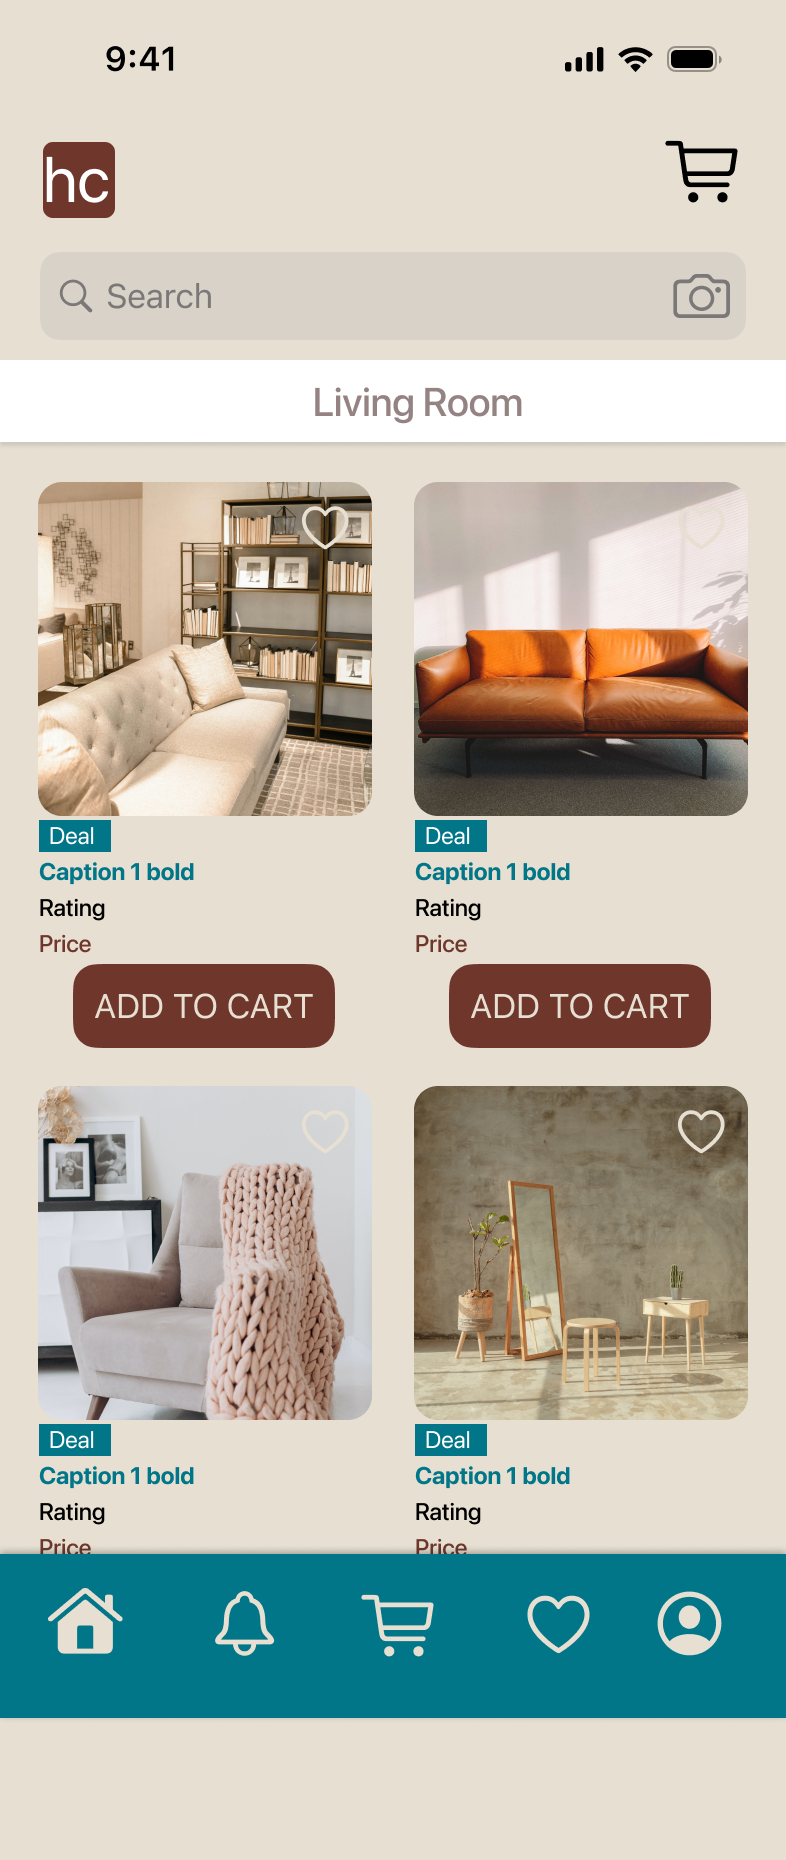 9:41
hc
Search
Living Room
Deal
Caption 1 bold
Rating
Price
ADD TO CART
Deal
Caption 1 bold
Rating
Price
ADD TO CART
Deal
Caption 1 bold
Rating
Price
Deal
Caption 1 bold
Rating
Price